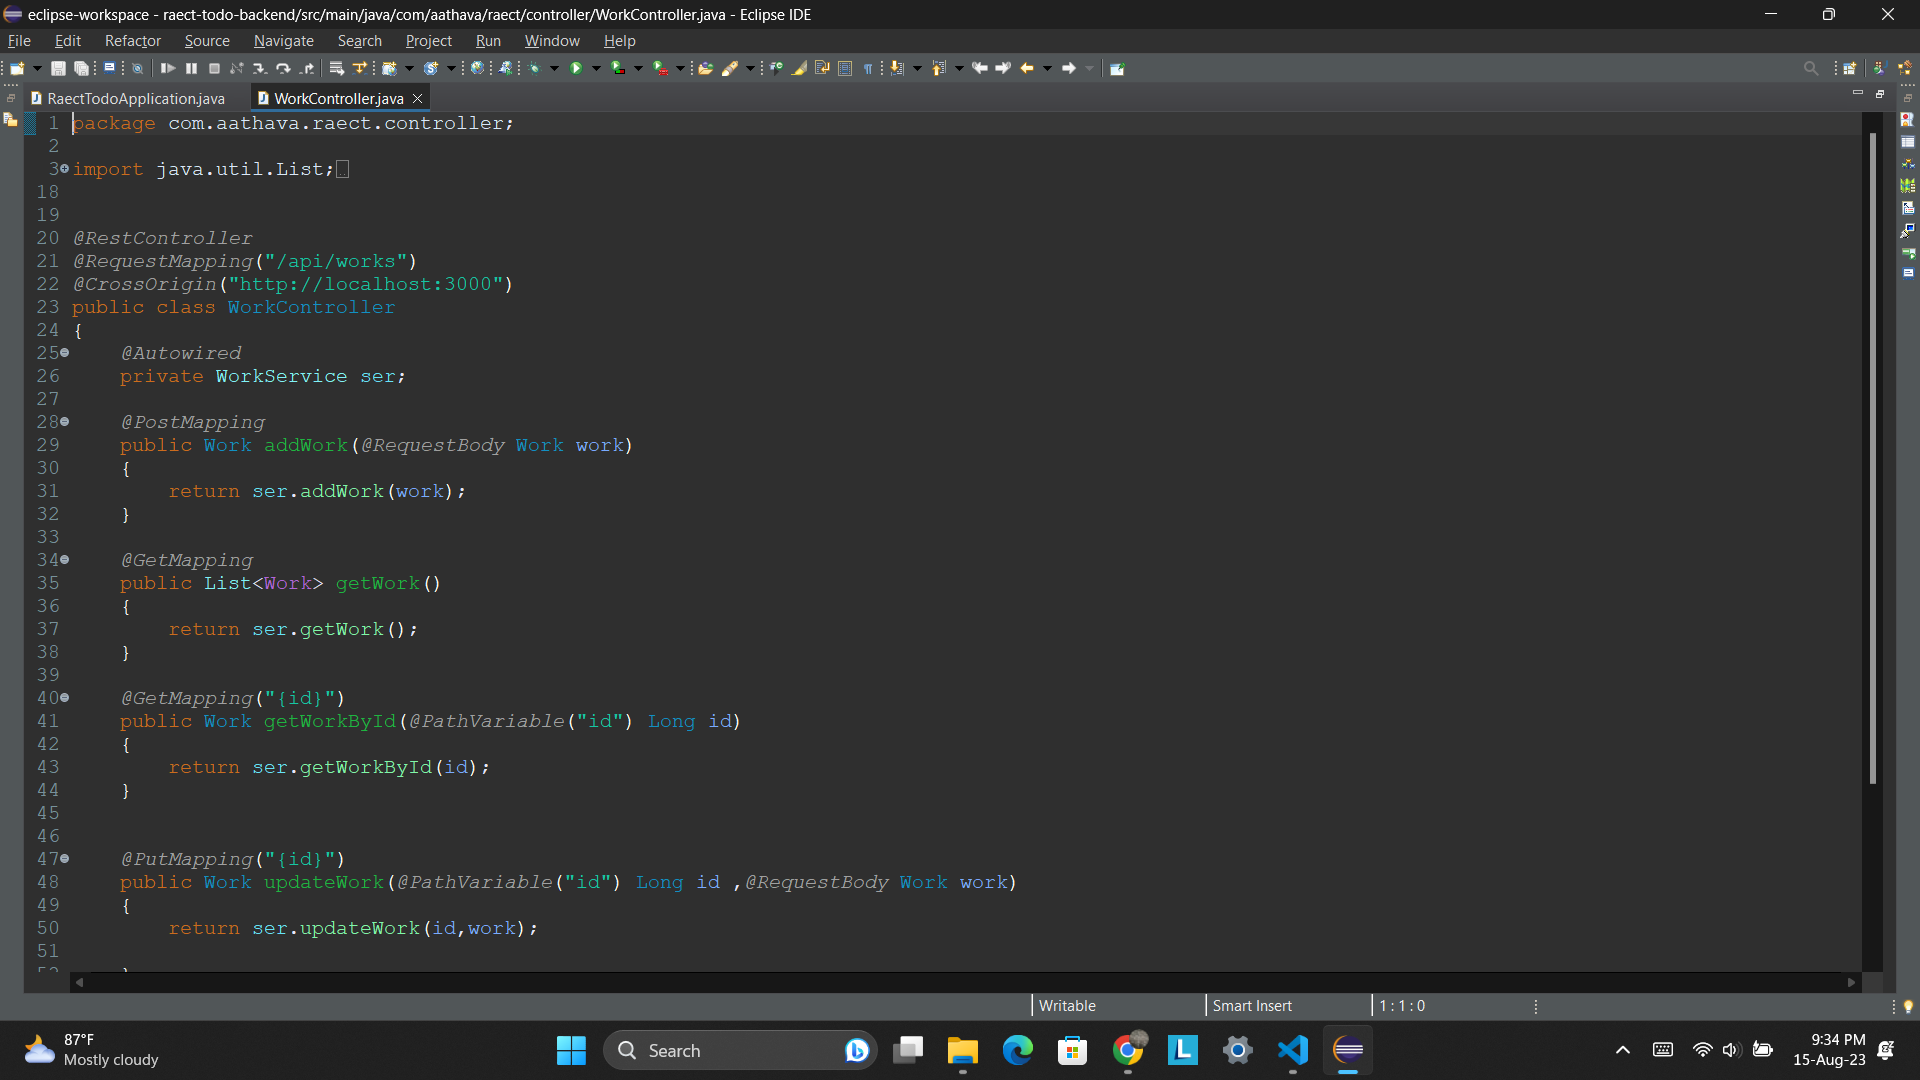 eclipse-workspace - raect-todo-backend/src/main/java/com/aathava/raect/controller/WorkController.java - Eclipse IDE
File Edit Refactor Source Navigate Search Project Run Window Help
RaectTodoApplication.java WorkController.java
1 package com.aathava.raect.controller;
2
3 import java.util.List;
18
19
20 @RestController
21 @RequestMapping("/api/works")
22 @CrossOrigin("http://localhost:3000")
23 public class WorkController
24 {
25 @Autowired
26 private WorkService ser;
27
28 @PostMapping
29 public Work addWork(@RequestBody Work work)
30 {
31 return ser.addWork(work);
32 }
33
34 @GetMapping
35 public List<Work> getWork()
36 {
37 return ser.getWork();
38 }
39
40 @GetMapping("{id}")
41 public Work getWorkById(@PathVariable("id") Long id)
42 {
43 return ser.getWorkById(id);
44 }
45
46
47 @PutMapping("{id}")
48 public Work updateWork(@PathVariable("id") Long id ,@RequestBody Work work)
49 {
50 return ser.updateWork(id,work);
51
Writable Smart Insert 1 : 1 : 0
87°F
Mostly cloudy
Search
9:34 PM
15-Aug-23